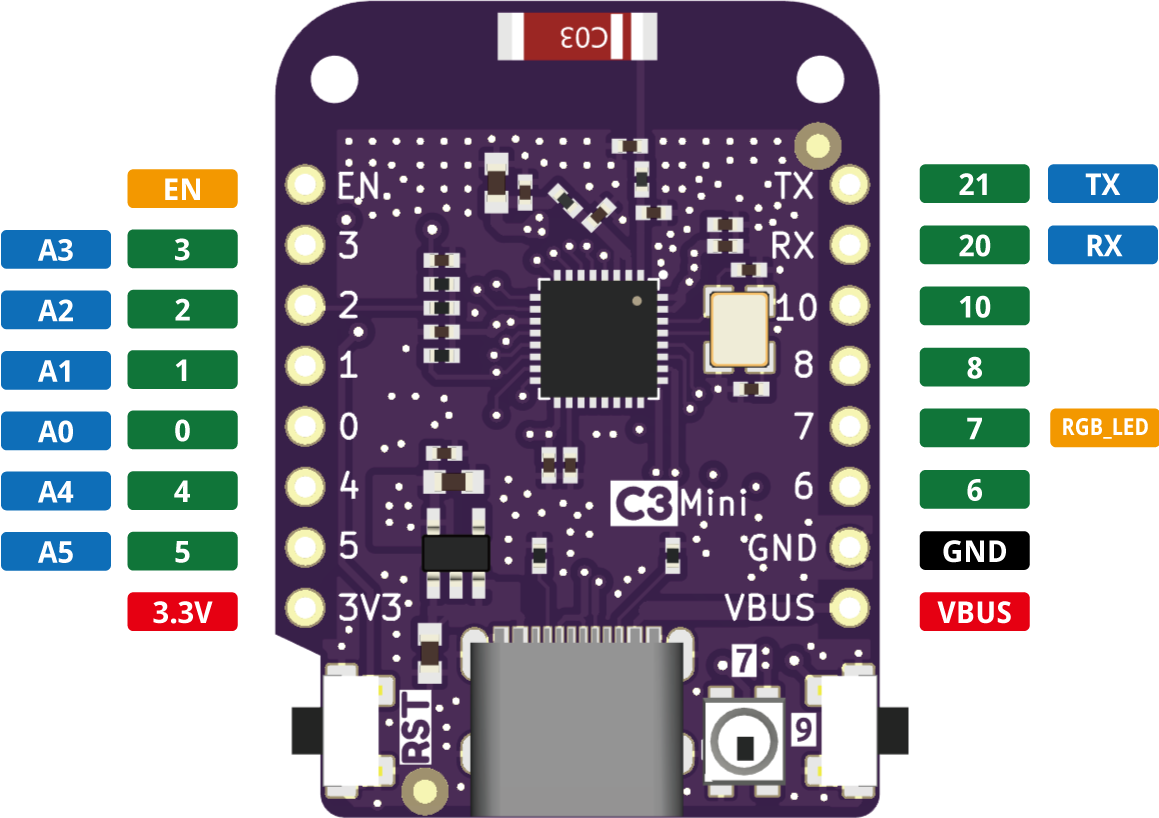 C03
EN EN TX 21 TX
A3 3 3 RX 20 RX
A2 2 2 10 10
A1 1 1 8 8
A0 0 0 7 7 RGB_LED
A4 4 4 6 6
C3 Mini
A5 5 5 GND GND
3.3V 3V3 VBUS VBUS
7
RST
9